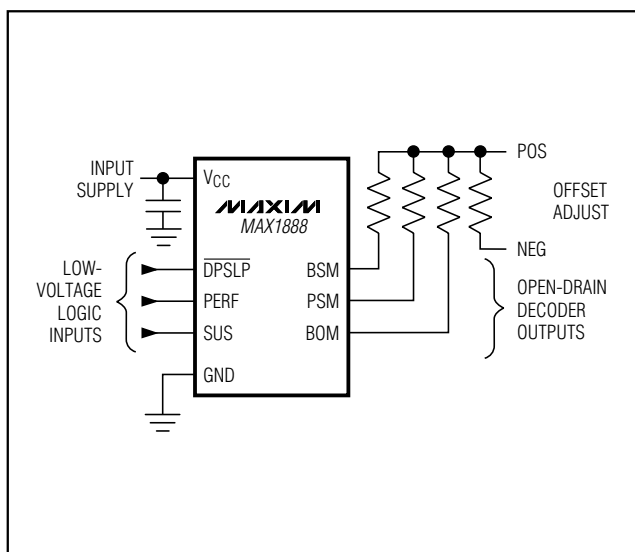 INPUT
SUPPLY
VCC
MAXIM
MAX1888
POS
OFFSET
ADJUST
NEG
LOW-
VOLTAGE
LOGIC
INPUTS
DPSLP
PERF
SUS
GND
BSM
PSM
BOM
OPEN-DRAIN
DECODER
OUTPUTS